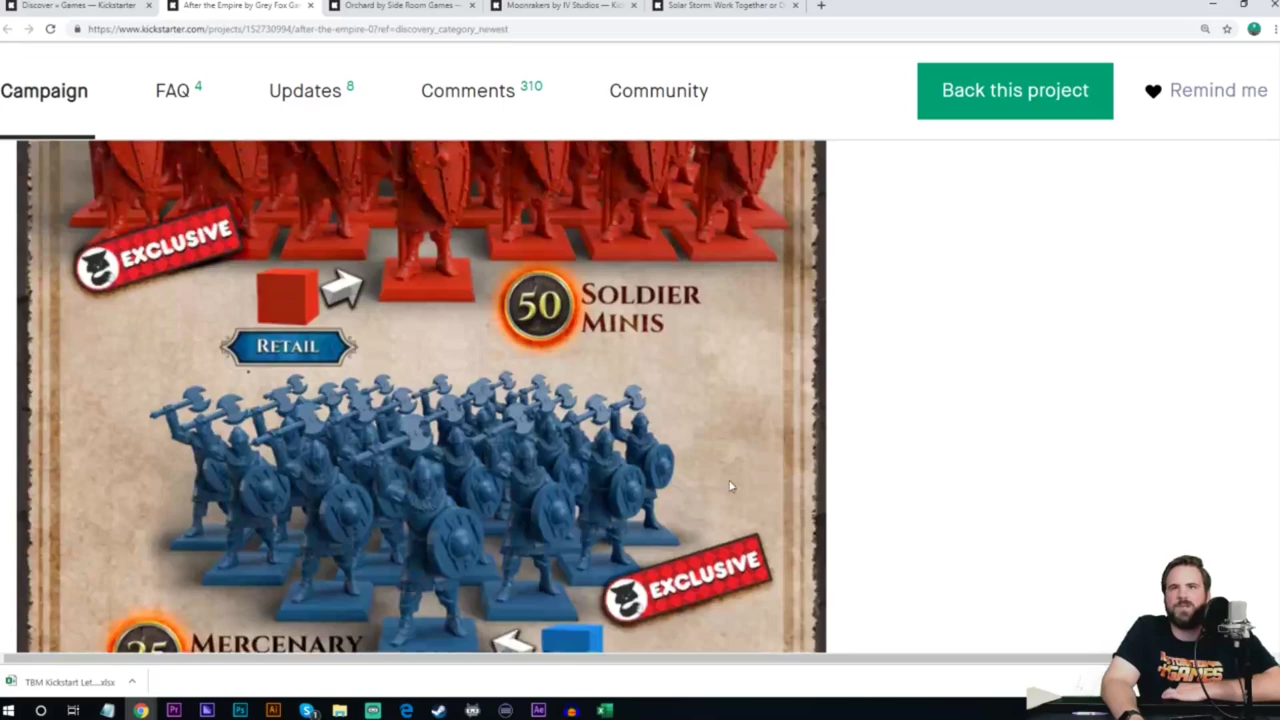 Discover » Games — Kickstarter
After the Empire by Grey Fox Ga
Orchard by Side Room Games —
Moonrakers by IV Studios — Kic
Solar Storm: Work Together or D
https://www.kickstarter.com/projects/152730994/after-the-empire-0?ref=discovery_category_newest
Campaign
FAQ 4
Updates 8
Comments 310
Community
Back this project
Remind me
EXCLUSIVE
50 SOLDIER
MINIS
RETAIL
EXCLUSIVE
25 MERCENARY
TBM Kickstart Let....xlsx
GAMES